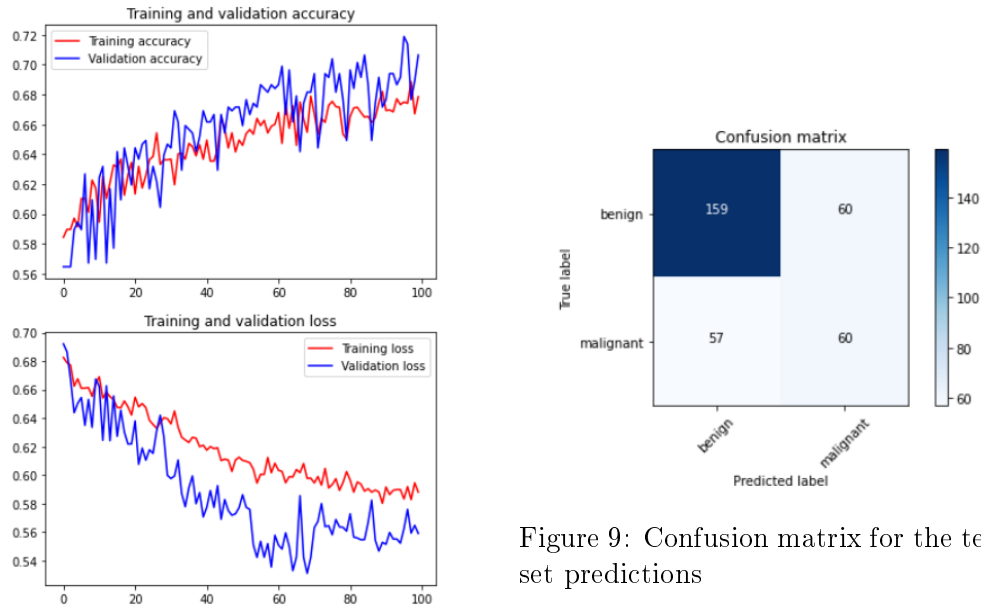 Training and validation accuracy
Training accuracy
Validation accuracy
0.72
0.70
0.68
0.66
0.64
0.62
0.60
0.58
0.56
0 20 40 60 80 100
Training and validation loss
Training loss
Validation loss
0.70
0.68
0.66
0.64
0.62
0.60
0.58
0.56
0.54
0 20 40 60 80 100
Confusion matrix
True label
benign
malignant
159 60
57 60
benign malignant
Predicted label
140
120
100
80
60
Figure 9: Confusion matrix for the
set predictions